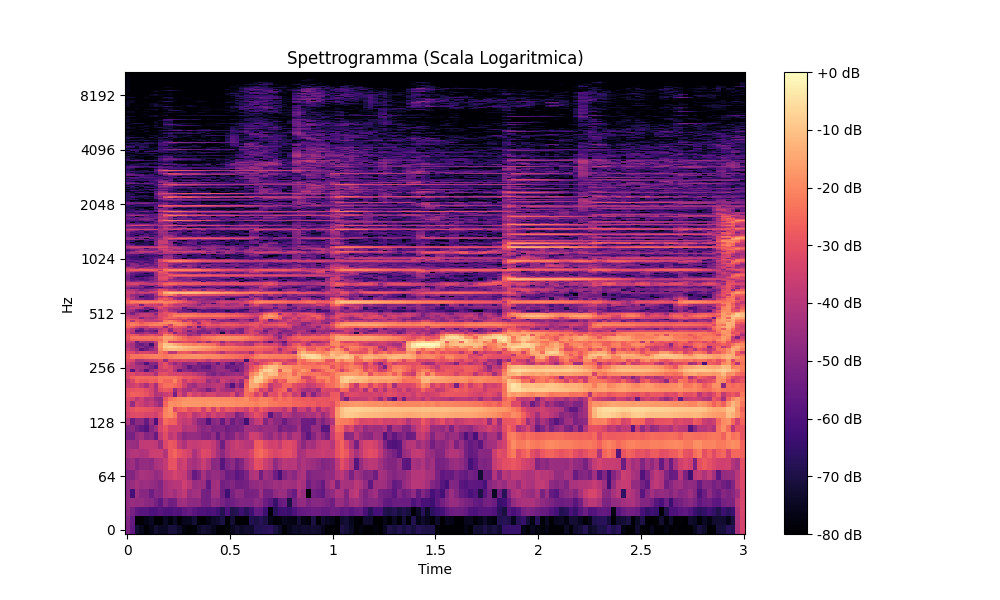 Spettrogramma (Scala Logaritmica)
8192
4096
2048
1024
512
256
128
64
0
Hz
0
0.5
1
1.5
2
2.5
3
Time
+0 dB
-10 dB
-20 dB
-30 dB
-40 dB
-50 dB
-60 dB
-70 dB
-80 dB